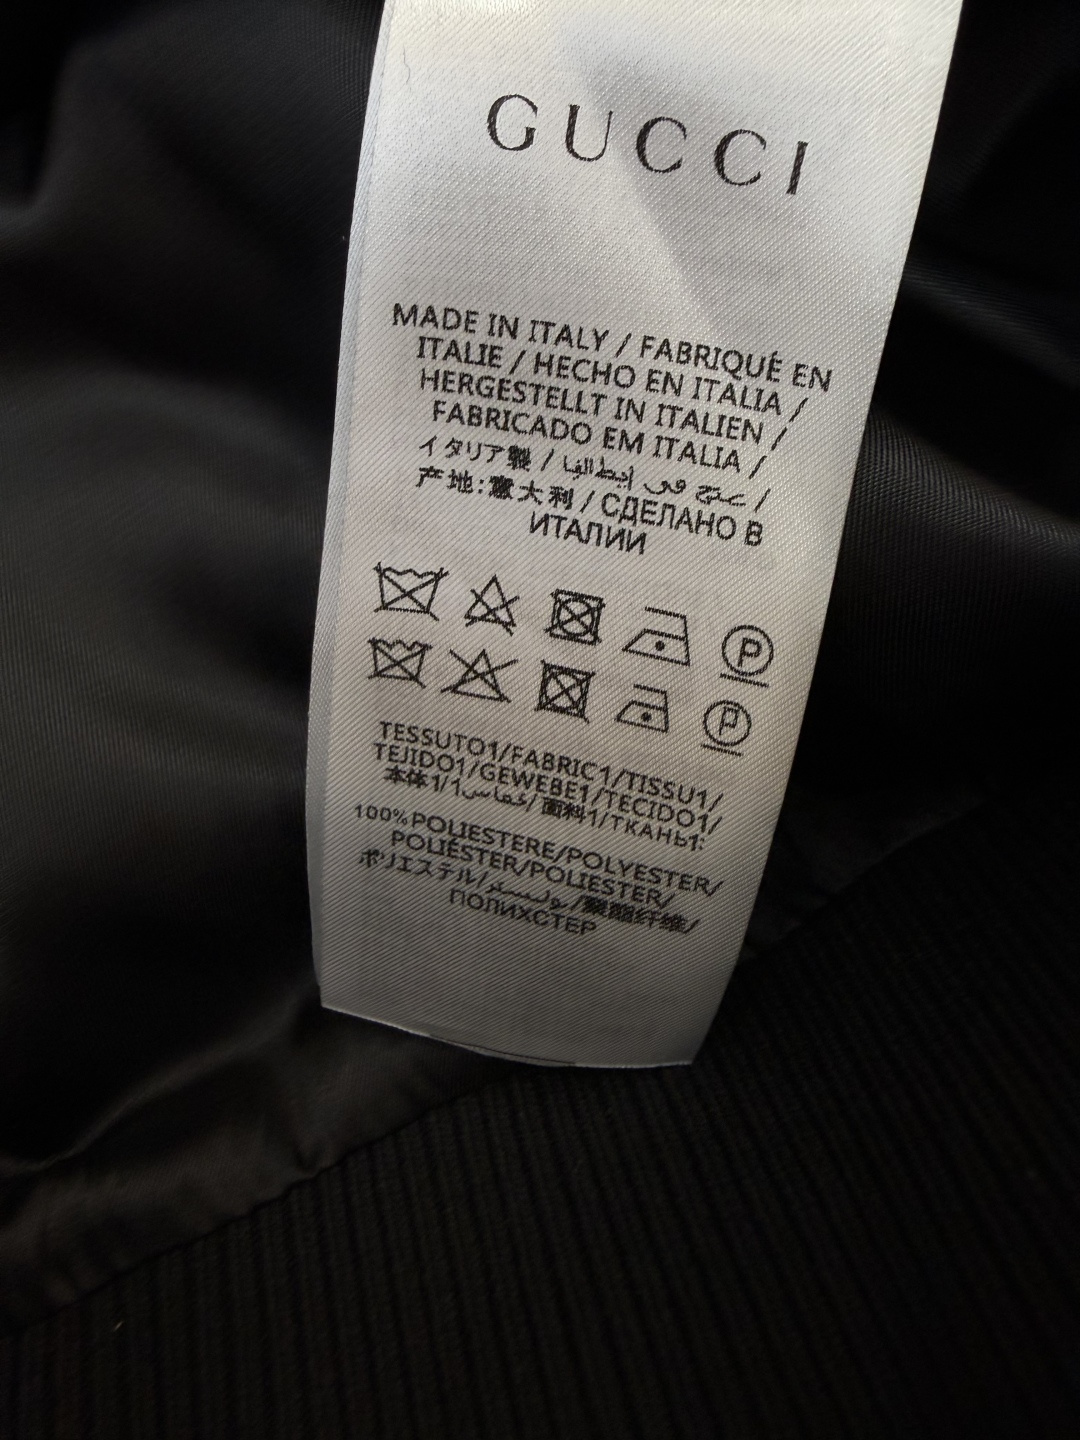 GUCCI
MADE IN ITALY / FABRIQUÉ EN
ITALIE / HECHO EN ITALIA /
HERGESTELLT IN ITALIEN /
FABRICADO EM ITALIA /
イタリア製 / صنع في إيطاليا /
产地:意大利 / СДЕЛАНО В
ИТАЛИИ
P
P
TESSUTO1/FABRIC1/TISSU1/
TEJIDO1/GEWEBE1/TECIDO1/
本体1/1قماش/面料1/ТКАНЬ1:
100%POLIESTERE/POLYESTER/
POLIÉSTER/POLIESTER/
ポリエステル/بوليستر/聚酯纤维/
ПОЛИХСТЕР